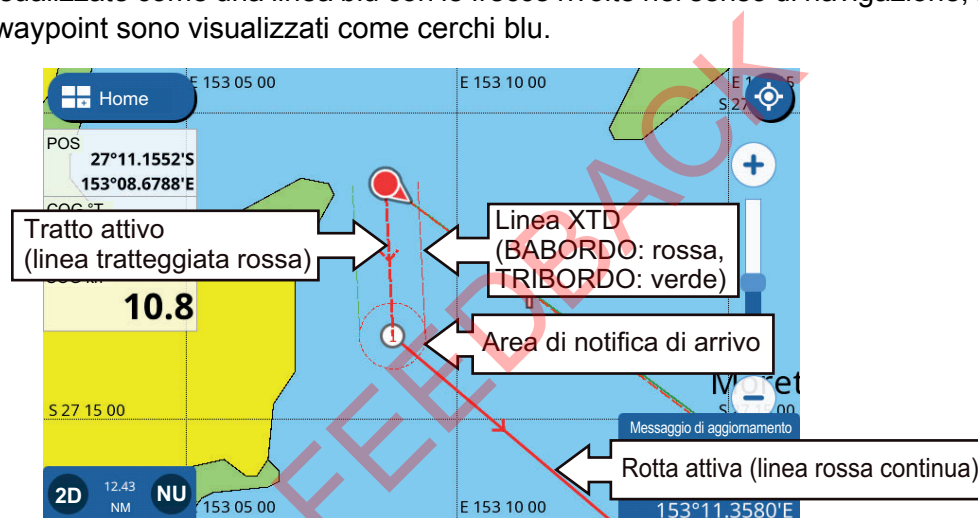 waypoint sono visualizzati come cerchi blu.
E 153 05 00
E 153 10 00
Home
POS
27°11.1552'S
153°08.6788'E
Tratto attivo
(linea tratteggiata rossa)
Linea XTD
(BABORDO: rossa,
TRIBORDO: verde)
10.8
1
Area di notifica di arrivo
Moret
S 27 15 00
Messaggio di aggiornamento
Rotta attiva (linea rossa continua)
2D
12.43
NM
NU
153 05 00
E 153 10 00
153°11.3580'E
FEEDBACK